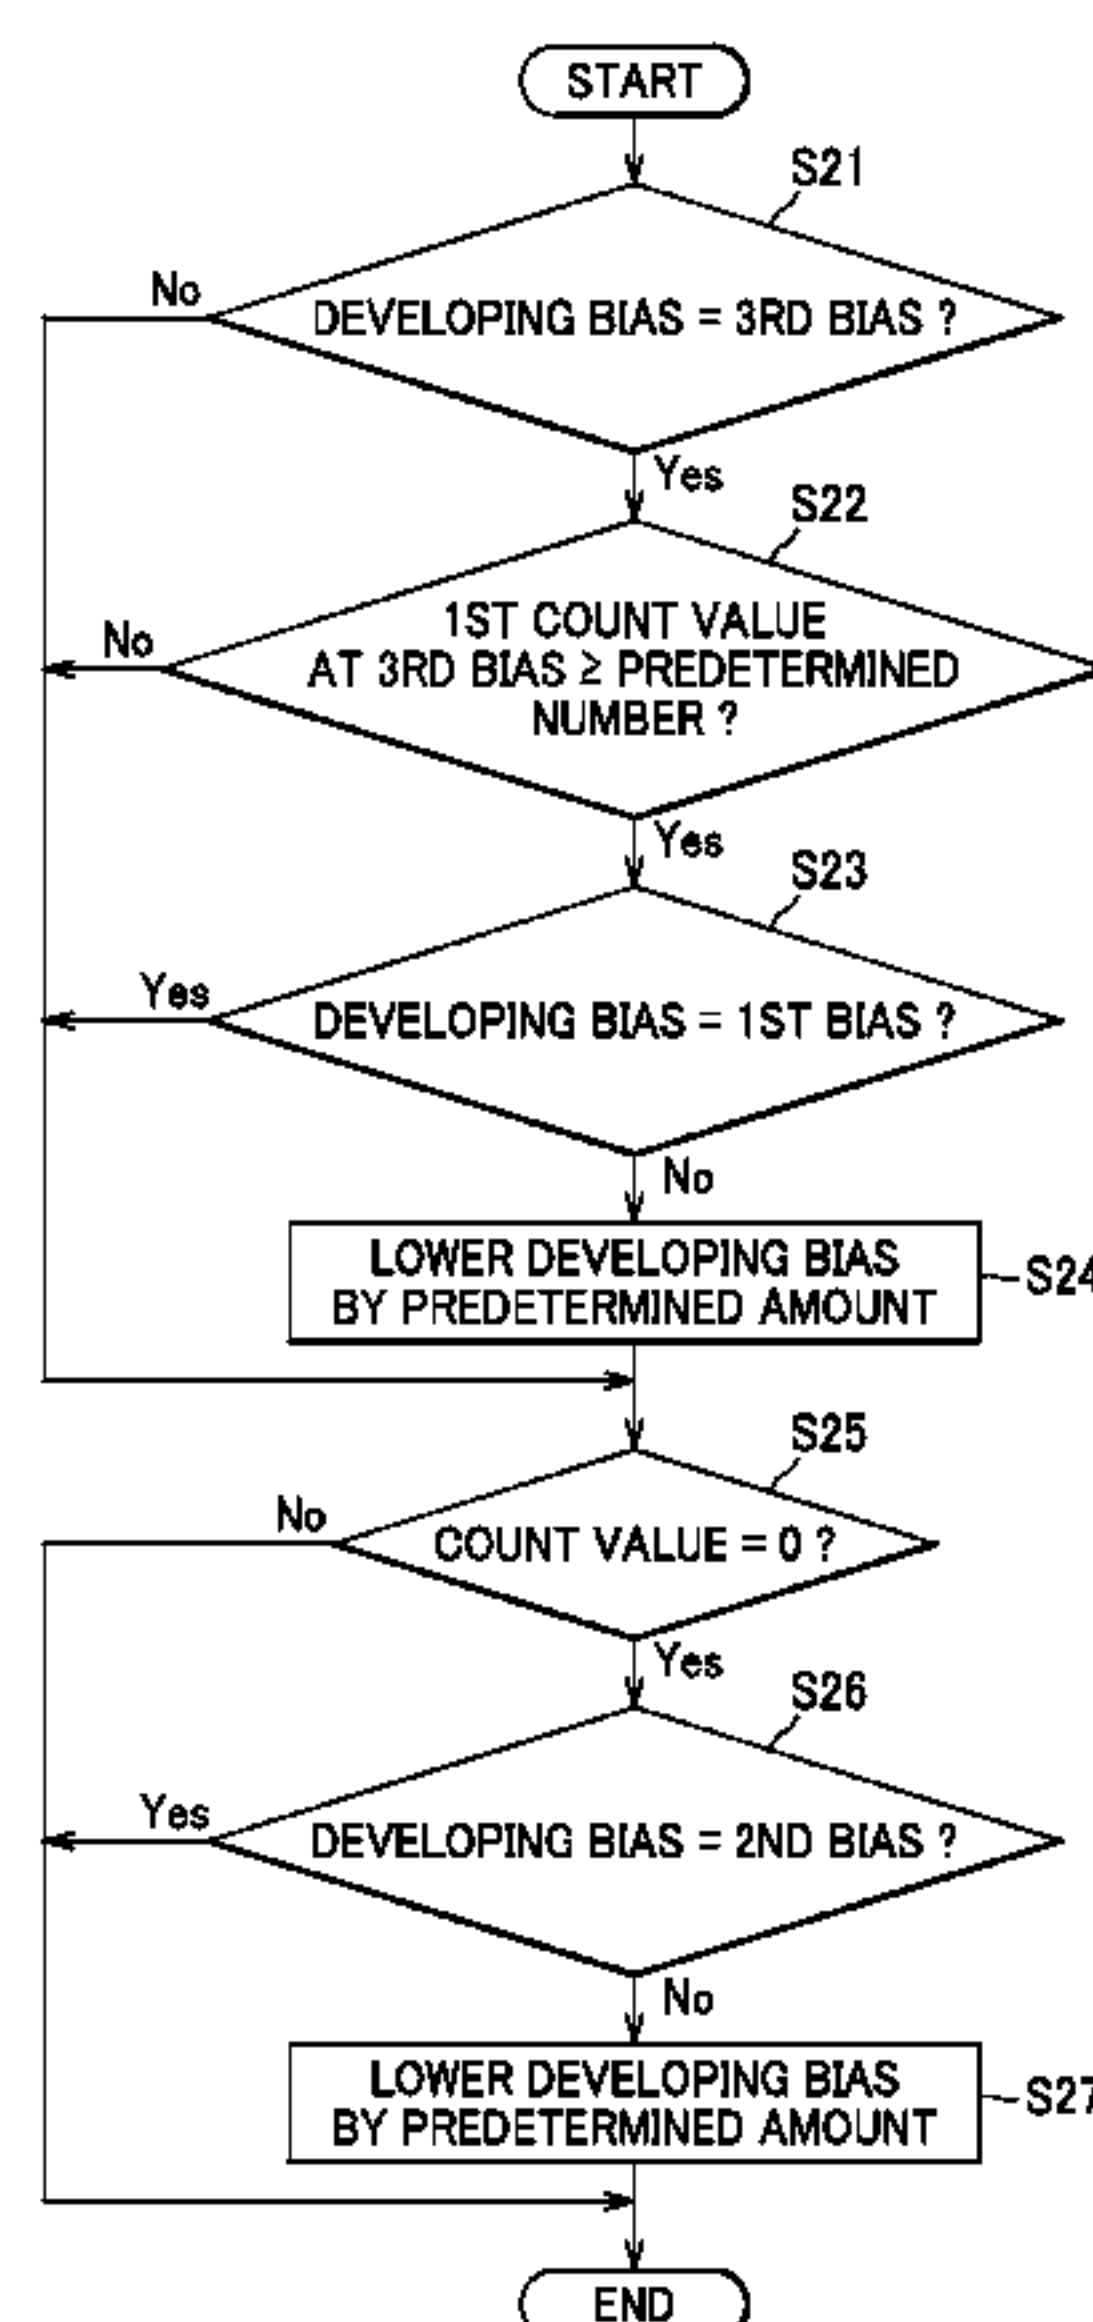 START
S21
No
DEVELOPING BIAS = 3RD BIAS ?
Yes
S22
No
1ST COUNT VALUE
AT 3RD BIAS ≥ PREDETERMINED
NUMBER ?
Yes
S23
Yes
DEVELOPING BIAS = 1ST BIAS ?
No
LOWER DEVELOPING BIAS
BY PREDETERMINED AMOUNT
S24
S25
No
COUNT VALUE = 0 ?
Yes
S26
Yes
DEVELOPING BIAS = 2ND BIAS ?
No
LOWER DEVELOPING BIAS
BY PREDETERMINED AMOUNT
S27
END